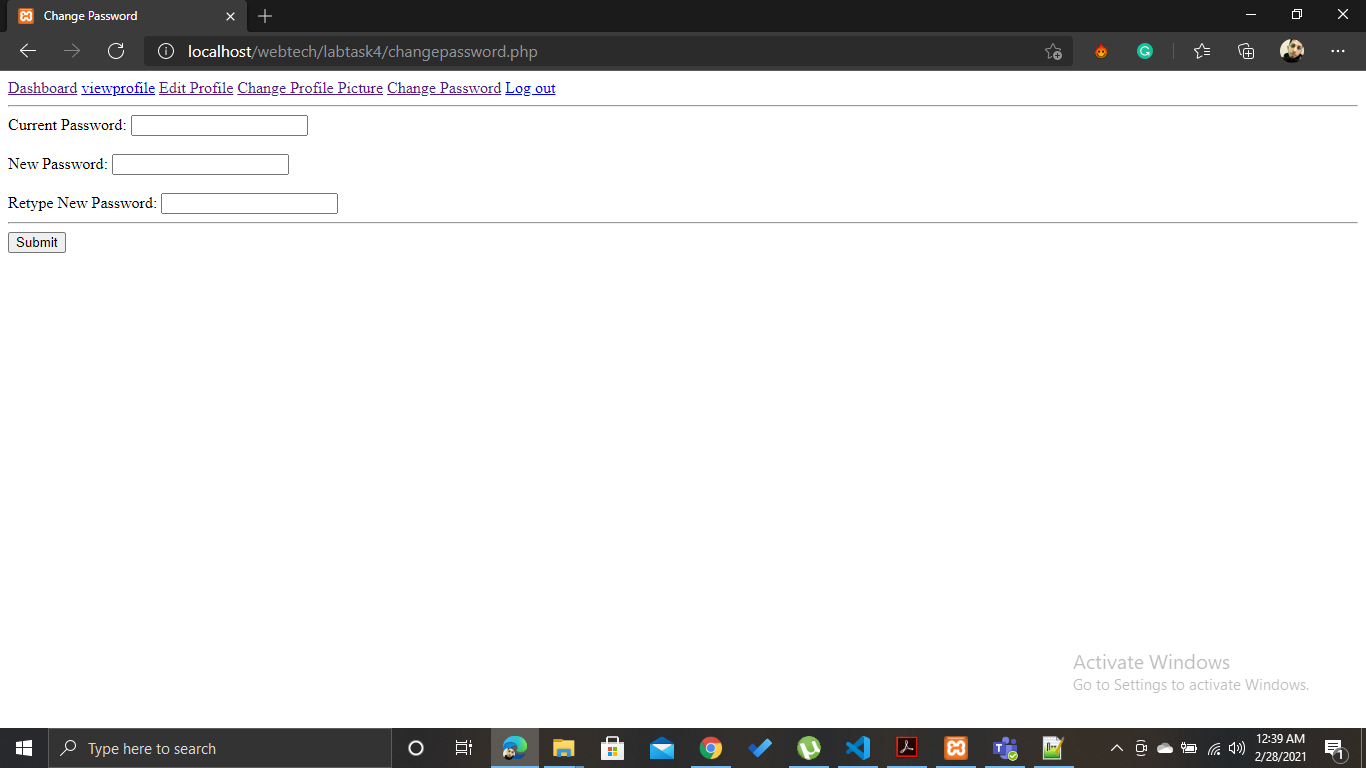 Change Password
localhost/webtech/labtask4/changepassword.php
Dashboard viewprofile Edit Profile Change Profile Picture Change Password Log out
Current Password:
New Password:
Retype New Password:
Submit
Activate Windows
Go to Settings to activate Windows.
Type here to search
12:39 AM
2/28/2021
1